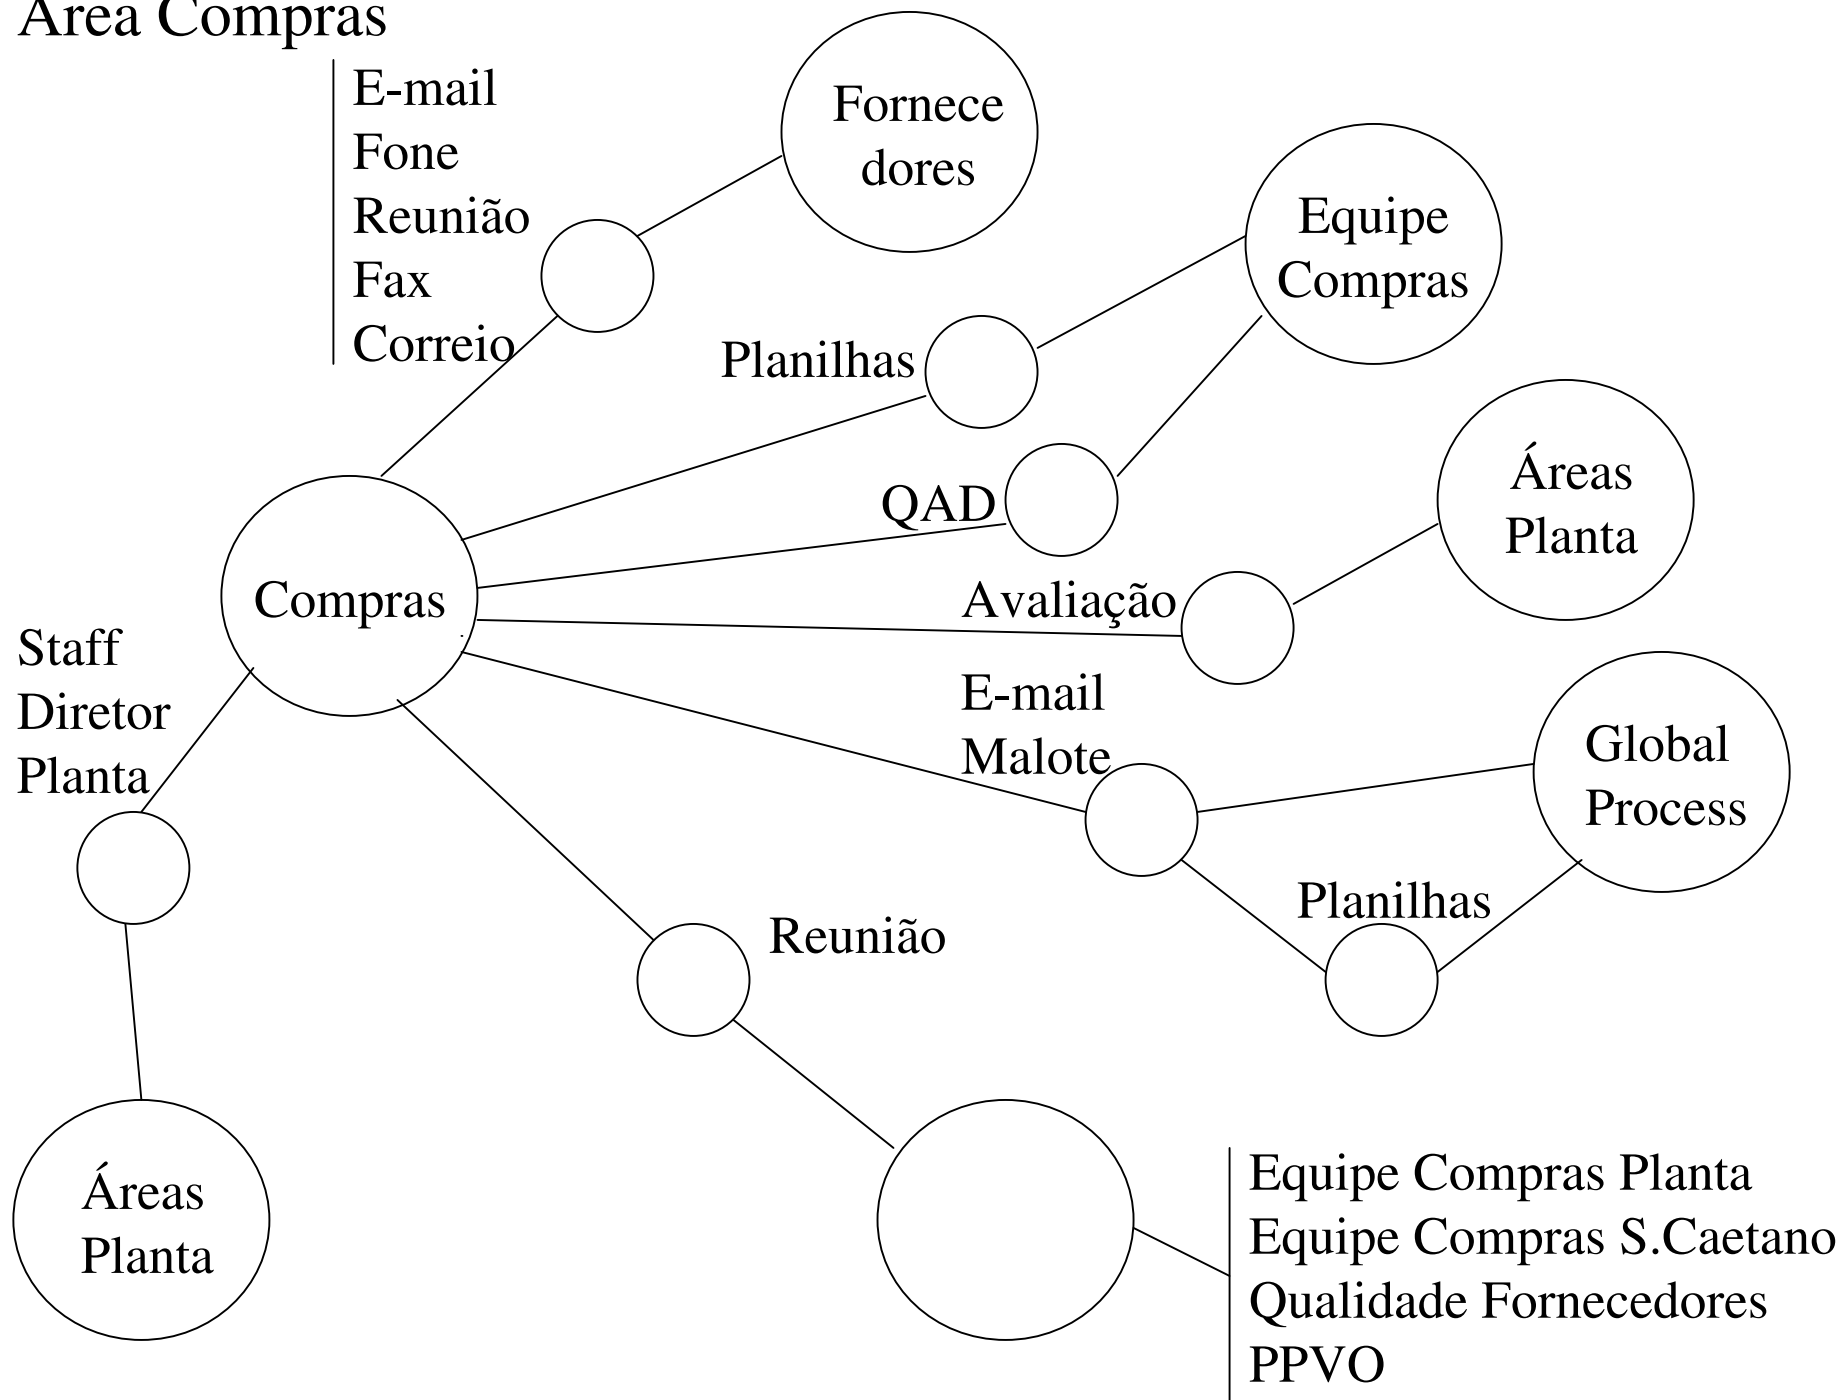 Área Compras
E-mail
Fone
Reunião
Fax
Correio
Fornece
dores
Equipe
Compras
Planilhas
QAD
Áreas
Planta
Compras
Avaliação
Staff
Diretor
Planta
E-mail
Malote
Global
Process
Planilhas
Reunião
Áreas
Planta
Equipe Compras Planta
Equipe Compras S.Caetano
Qualidade Fornecedores
PPVO